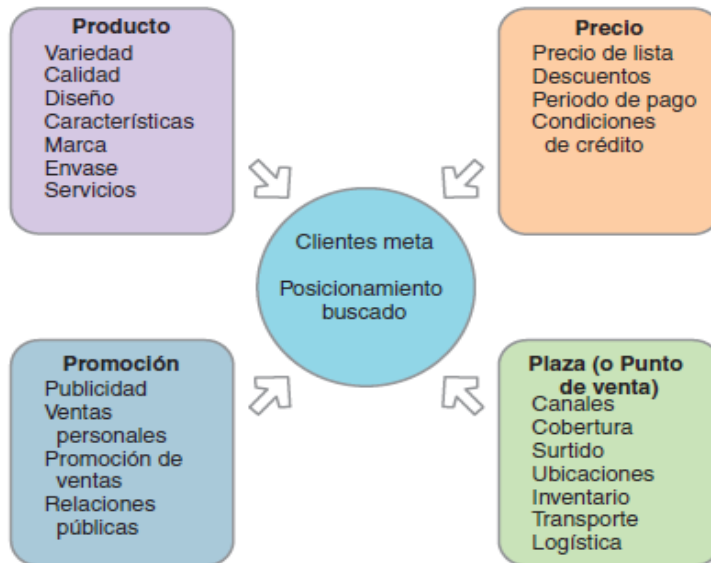 Producto
Variedad
Calidad
Diseño
Características
Marca
Envase
Servicios
Precio
Precio de lista
Descuentos
Periodo de pago
Condiciones
de crédito
Clientes meta
Posicionamiento
buscado
Promoción
Publicidad
Ventas
personales
Promoción de
ventas
Relaciones
públicas
Plaza (o Punto
de venta)
Canales
Cobertura
Surtido
Ubicaciones
Inventario
Transporte
Logística